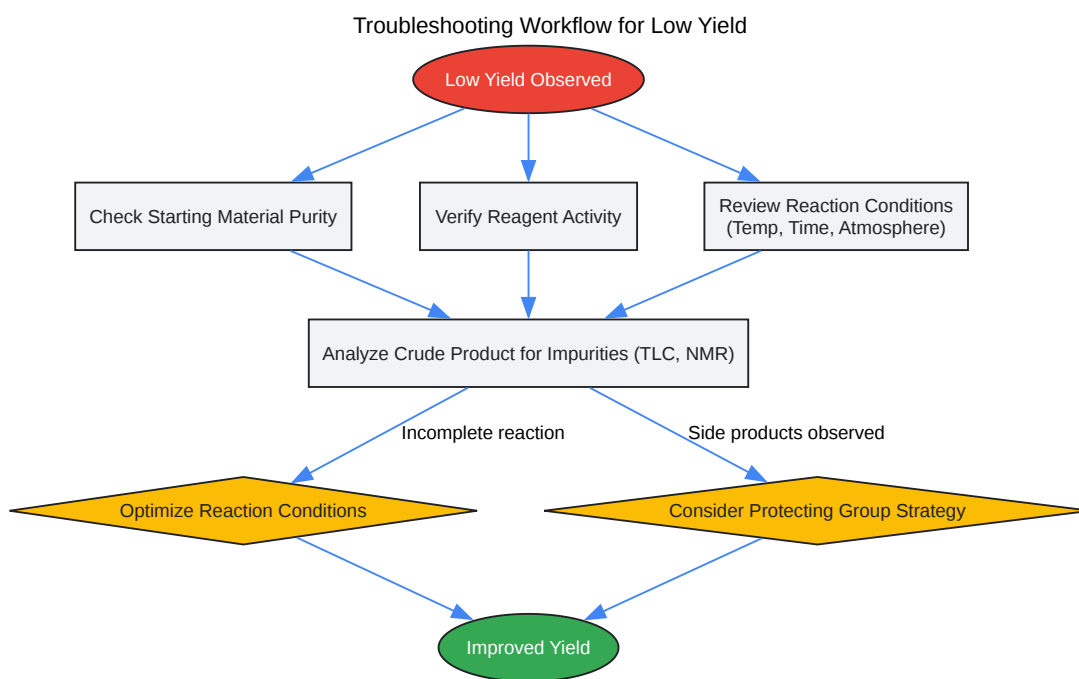 Troubleshooting Workflow for Low Yield
Low Yield Observed
Check Starting Material Purity
Verify Reagent Activity
Review Reaction Conditions
(Temp, Time, Atmosphere)
Analyze Crude Product for Impurities (TLC, NMR)
Incomplete reaction
Side products observed
Optimize Reaction Conditions
Consider Protecting Group Strategy
Improved Yield